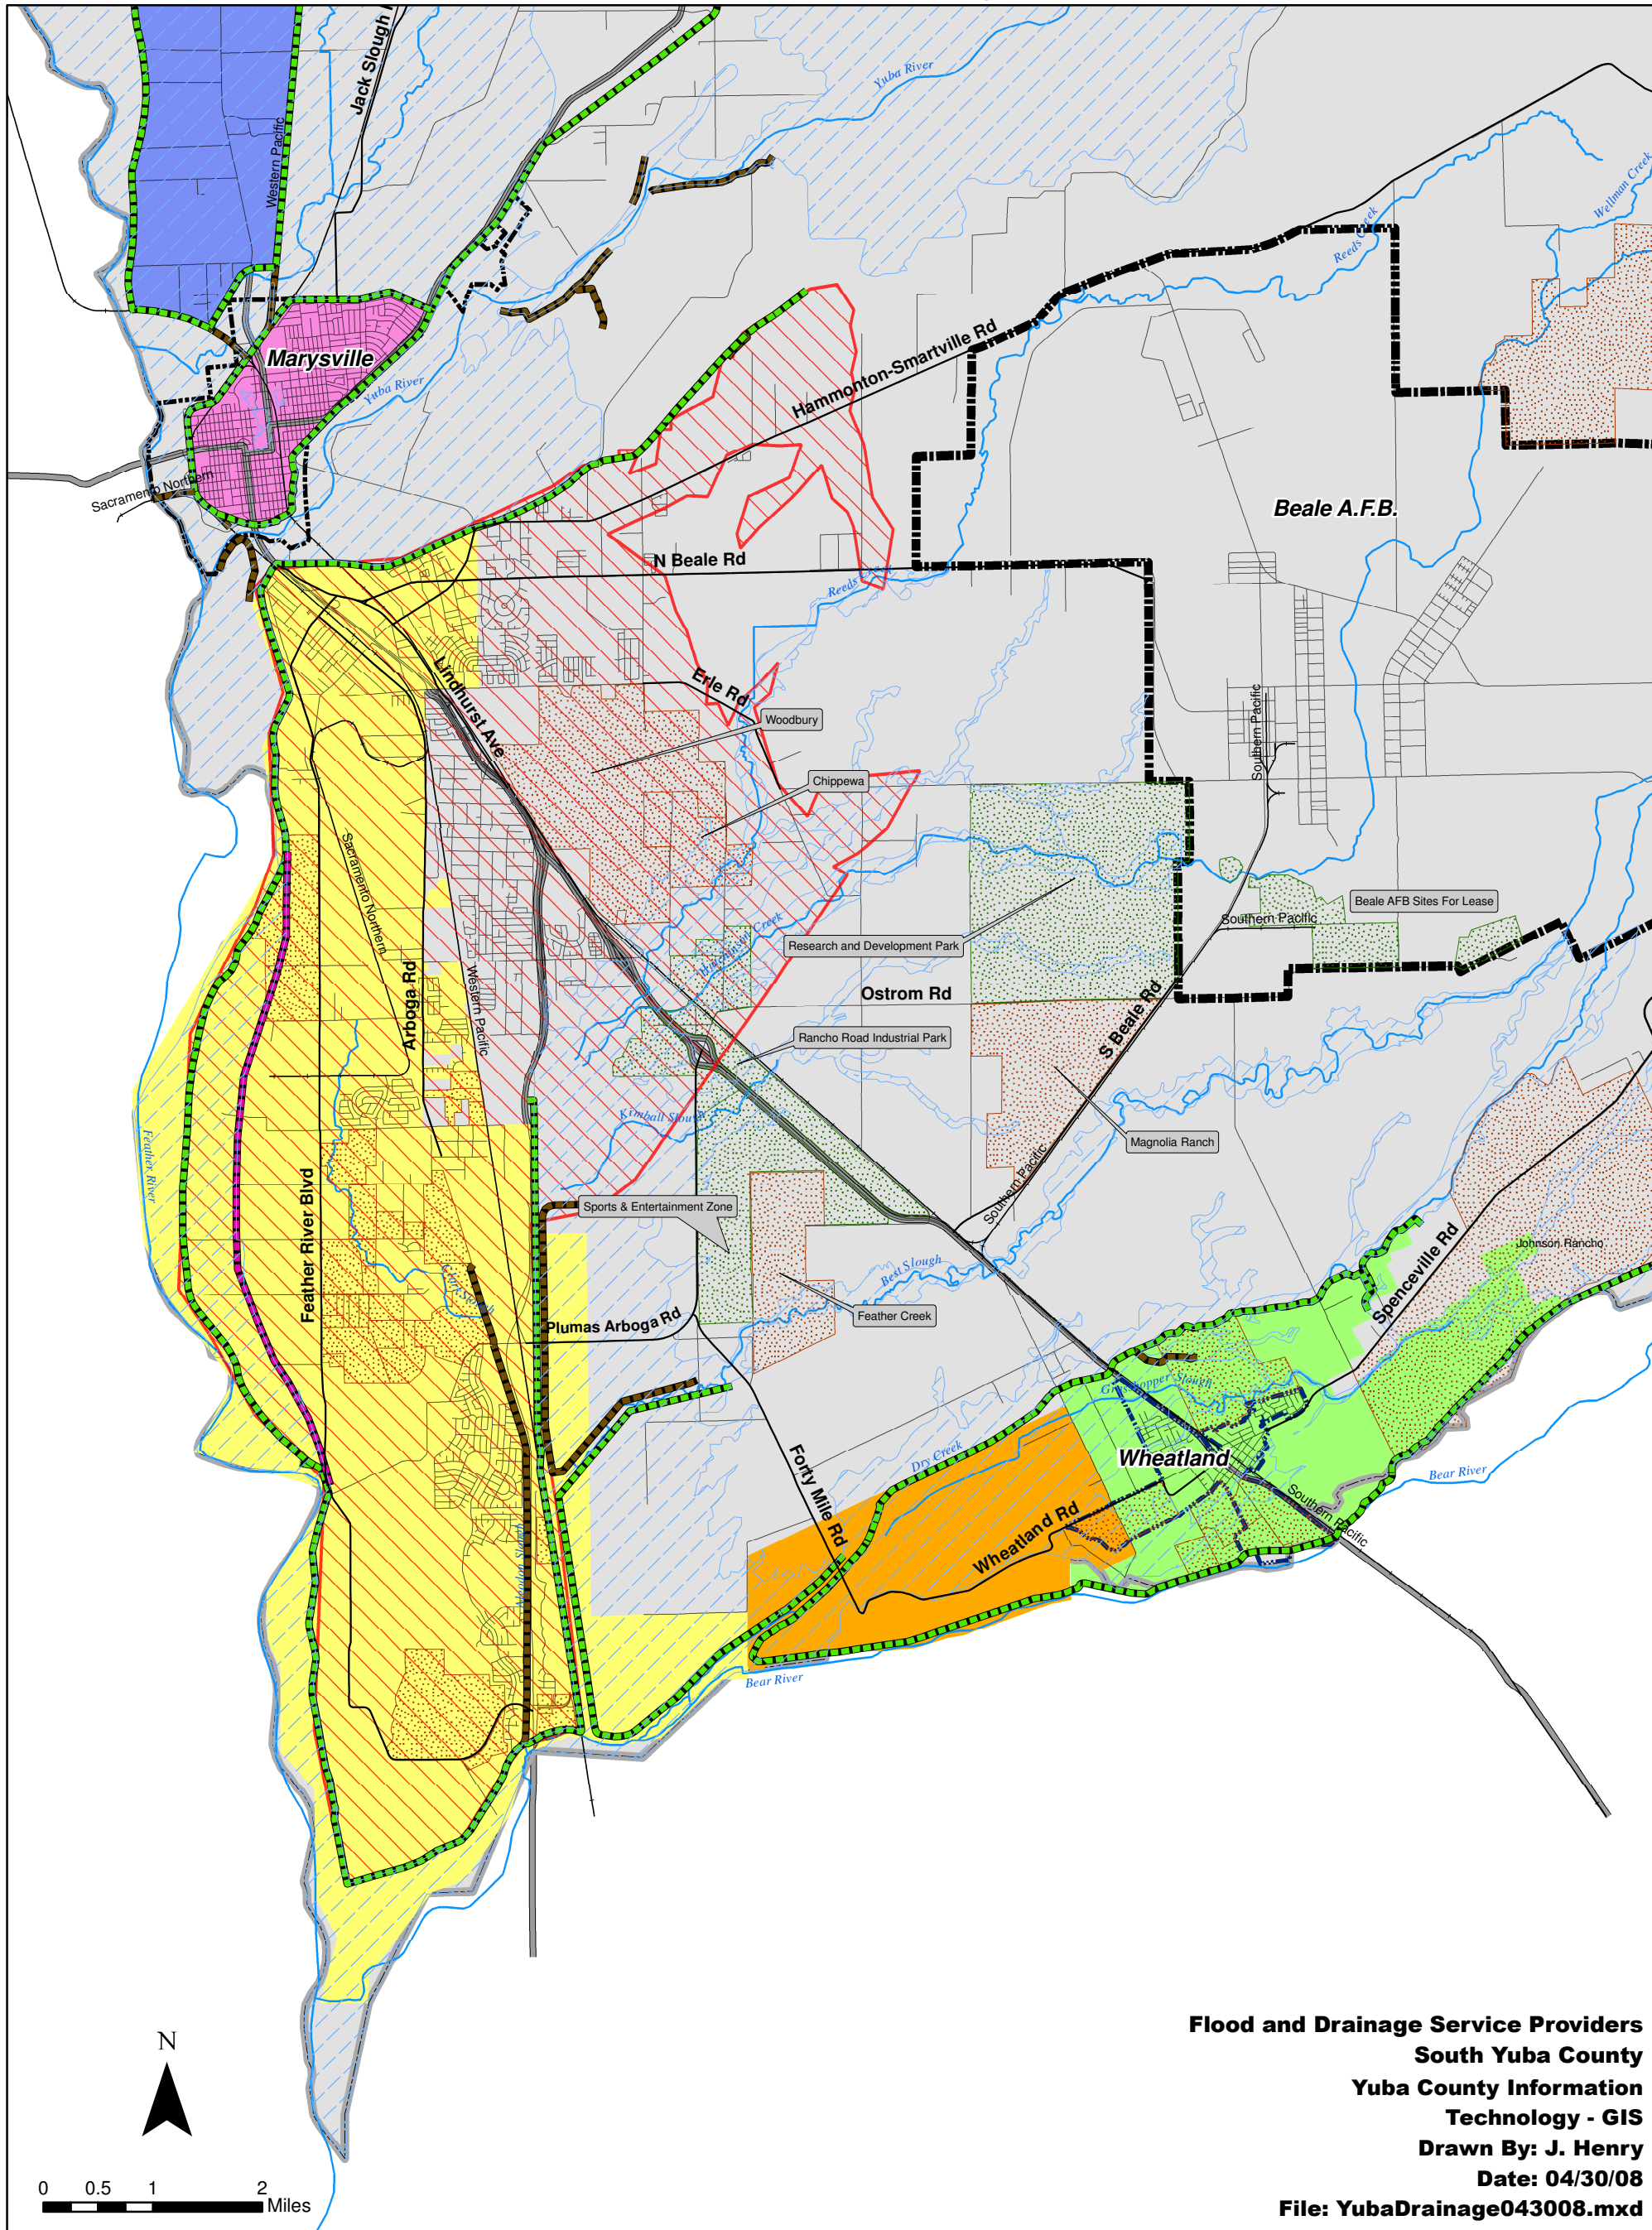 Jack Slough
Yuba River
Western Pacific
Wellman Creek
Reeds Creek
Marysville
Hammonton-Smartville Rd
Yuba River
Sacramento Northern
Beale A.F.B.
N Beale Rd
Reeds Creek
Lindhurst Ave
Erle Rd
Woodbury
Southern Pacific
Chippewa
Sacramento Northern
Beale AFB Sites For Lease
Southern Pacific
Research and Development Park
Hutchinson Creek
Ostrom Rd
Arboga Rd
Western Pacific
S Beale Rd
Rancho Road Industrial Park
Kimball Slough
Magnolia Ranch
Feather River
Southern Pacific
Sports & Entertainment Zone
Feather River Blvd
Johnson Rancho
Spenceville Rd
Best Slough
Clark Slough
Feather Creek
Plumas Arboga Rd
Grasshopper Slough
Wheatland
Dry Creek
Forty Mile Rd
Bear River
Southern Pacific
Wheatland Rd
Bear River
Flood and Drainage Service Providers
South Yuba County
Yuba County Information
Technology - GIS
Drawn By: J. Henry
Date: 04/30/08
File: YubaDrainage043008.mxd
N
0 0.5 1 2
Miles